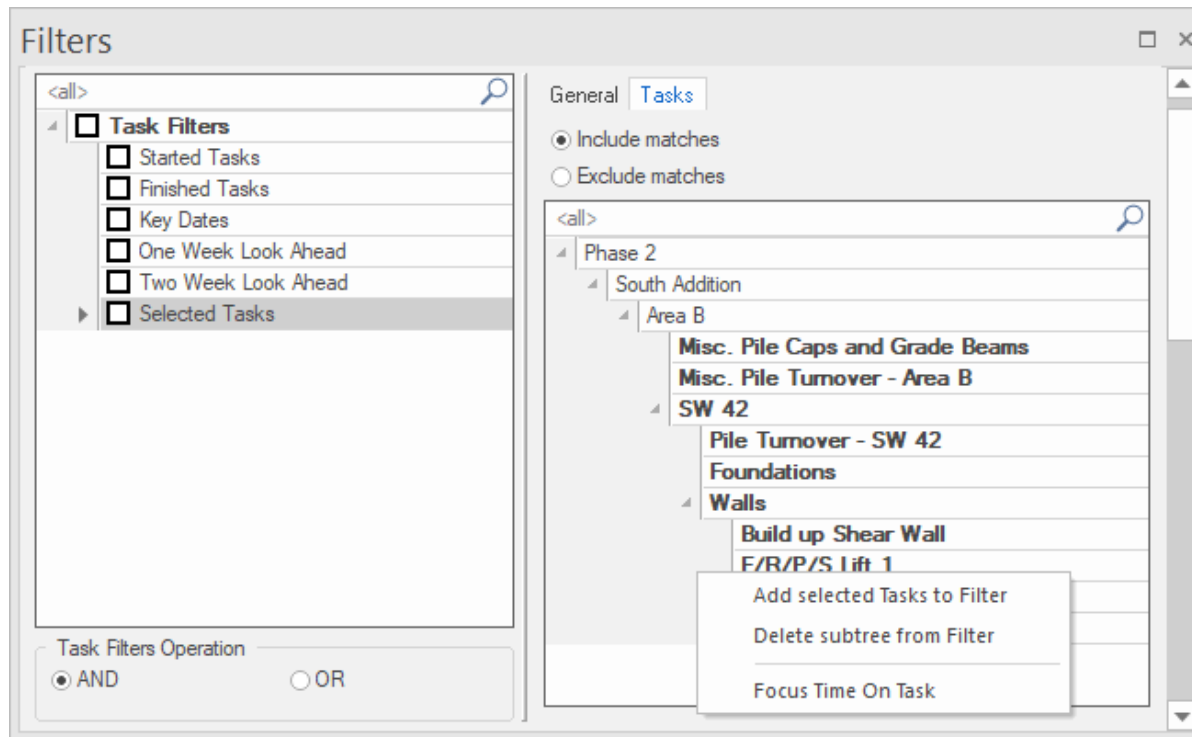 Filters
<all>
Task Filters
Started Tasks
Finished Tasks
Key Dates
One Week Look Ahead
Two Week Look Ahead
Selected Tasks
Task Filters Operation
AND
OR
General
Tasks
Include matches
Exclude matches
<all>
Phase 2
South Addition
Area B
Misc. Pile Caps and Grade Beams
Misc. Pile Turnover - Area B
SW 42
Pile Turnover - SW 42
Foundations
Walls
Build up Shear Wall
F/R/P/S Lift 1
Add selected Tasks to Filter
Delete subtree from Filter
Focus Time On Task